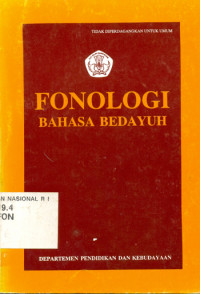 TIDAK DIPERDAGANGKAN UNTUK UMUM
FONOLOGI
BAHASA BEDAYUH
N NASIONAL R I
9.4
FON
DEPARTEMEN PENDIDIKAN DAN KEBUDAYAAN